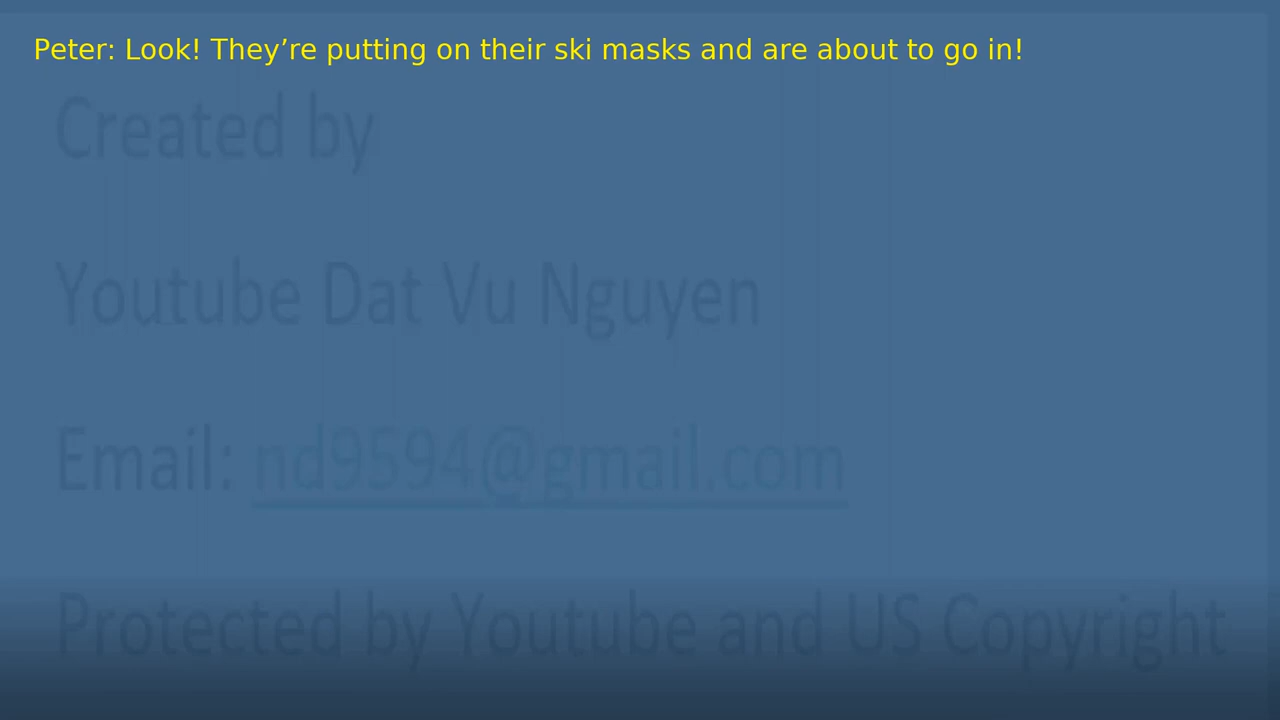 Peter: Look! They’re putting on their ski masks and are about to go in!
Created by
Youtube Dat Vu Nguyen
Email: nd9594@gmail.com
Protected by Youtube and US Copyright